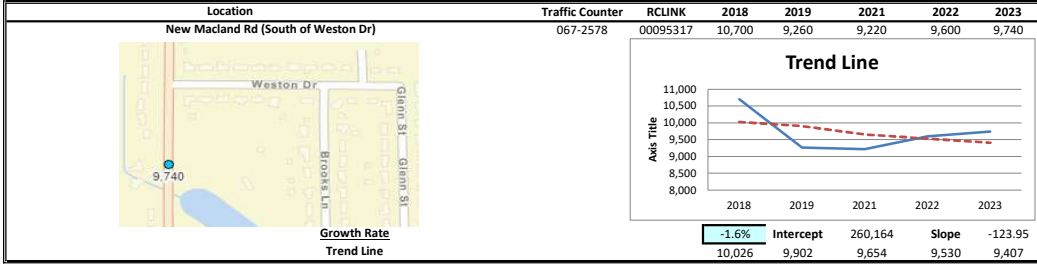 Location Traffic Counter RCLINK 2018 2019 2021 2022 2023
New Macland Rd (South of Weston Dr) 067-2578 00095317 10,700 9,260 9,220 9,600 9,740
Weston Dr
Glenn St
Brooks Ln
Glenn St
9,740
Trend Line
Axis Title
11,000
10,500
10,000
9,500
9,000
8,500
8,000
2018 2019 2021 2022 2023
Growth Rate -1.6% Intercept 260,164 Slope -123.95
Trend Line 10,026 9,902 9,654 9,530 9,407